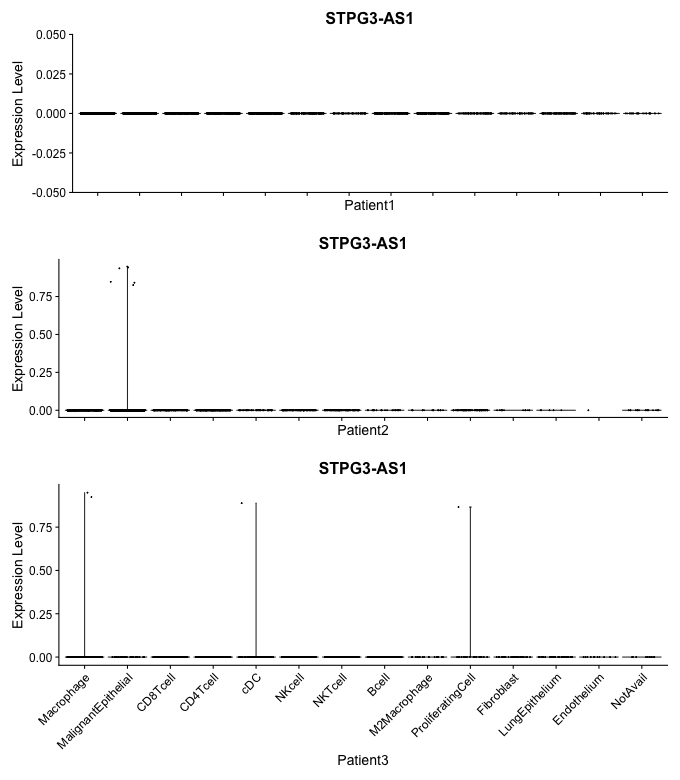 STPG3-AS1
Expression Level
0.050
0.025
0.000
-0.025
-0.050
Patient1
STPG3-AS1
Expression Level
0.75
0.50
0.25
0.00
Patient2
STPG3-AS1
Expression Level
0.75
0.50
0.25
0.00
Macrophage
MalignantEpithelial
CD8Tcell
CD4Tcell
cDC
NKcell
NKTcell
Bcell
M2Macrophage
ProliferatingCell
Fibroblast
LungEpithelium
Endothelium
NotAvail
Patient3